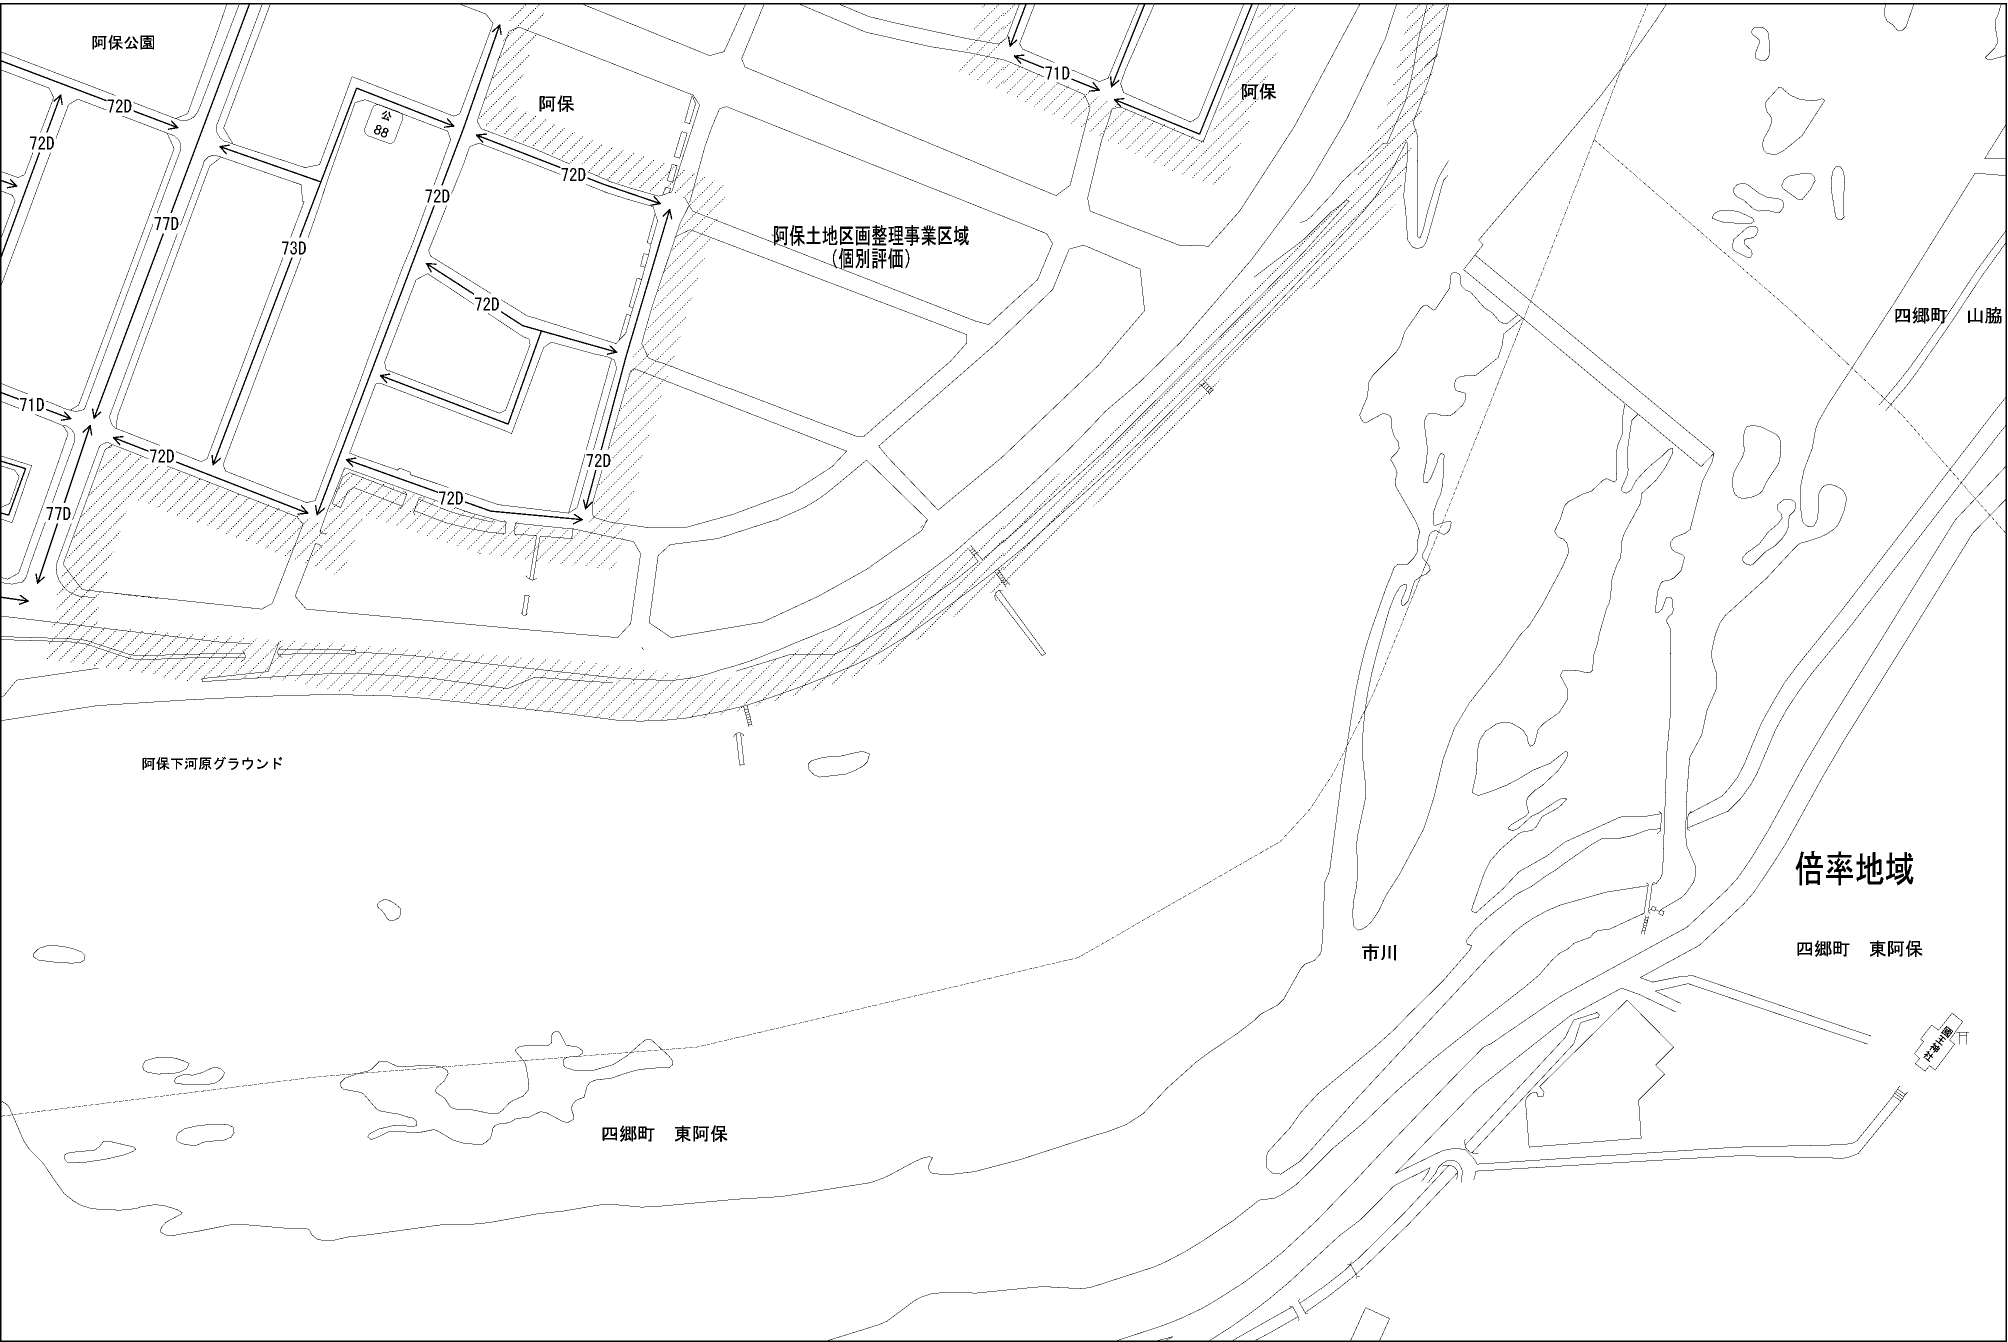 阿保公園
72D
72D
77D
公
88
73D
72D
阿保
72D
71D
阿保
阿保土地区画整理事業区域
(個別評価)
72D
四郷町 山脇
71D
72D
77D
72D
72D
阿保下河原グラウンド
倍率地域
四郷町 東阿保
市川
四郷町 東阿保